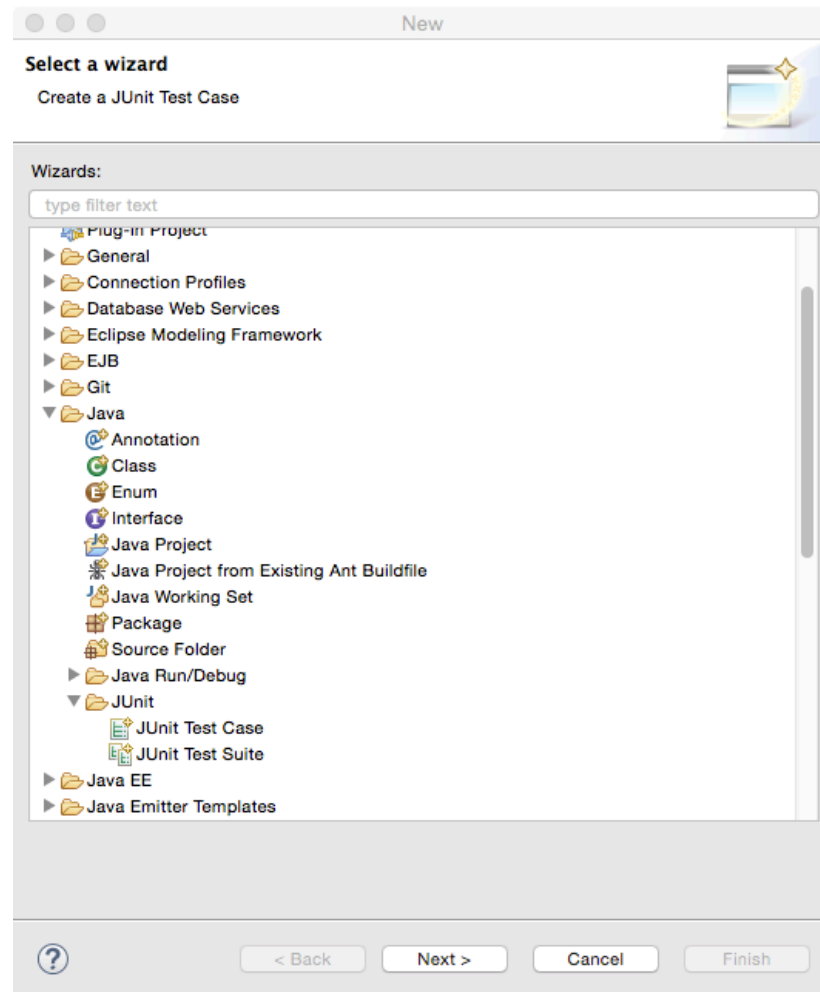 New
Select a wizard
Create a JUnit Test Case
Wizards:
type filter text
Plug-in Project
General
Connection Profiles
Database Web Services
Eclipse Modeling Framework
EJB
Git
Java
Annotation
Class
Enum
Interface
Java Project
Java Project from Existing Ant Buildfile
Java Working Set
Package
Source Folder
Java Run/Debug
JUnit
JUnit Test Case
JUnit Test Suite
Java EE
Java Emitter Templates
? < Back Next > Cancel Finish